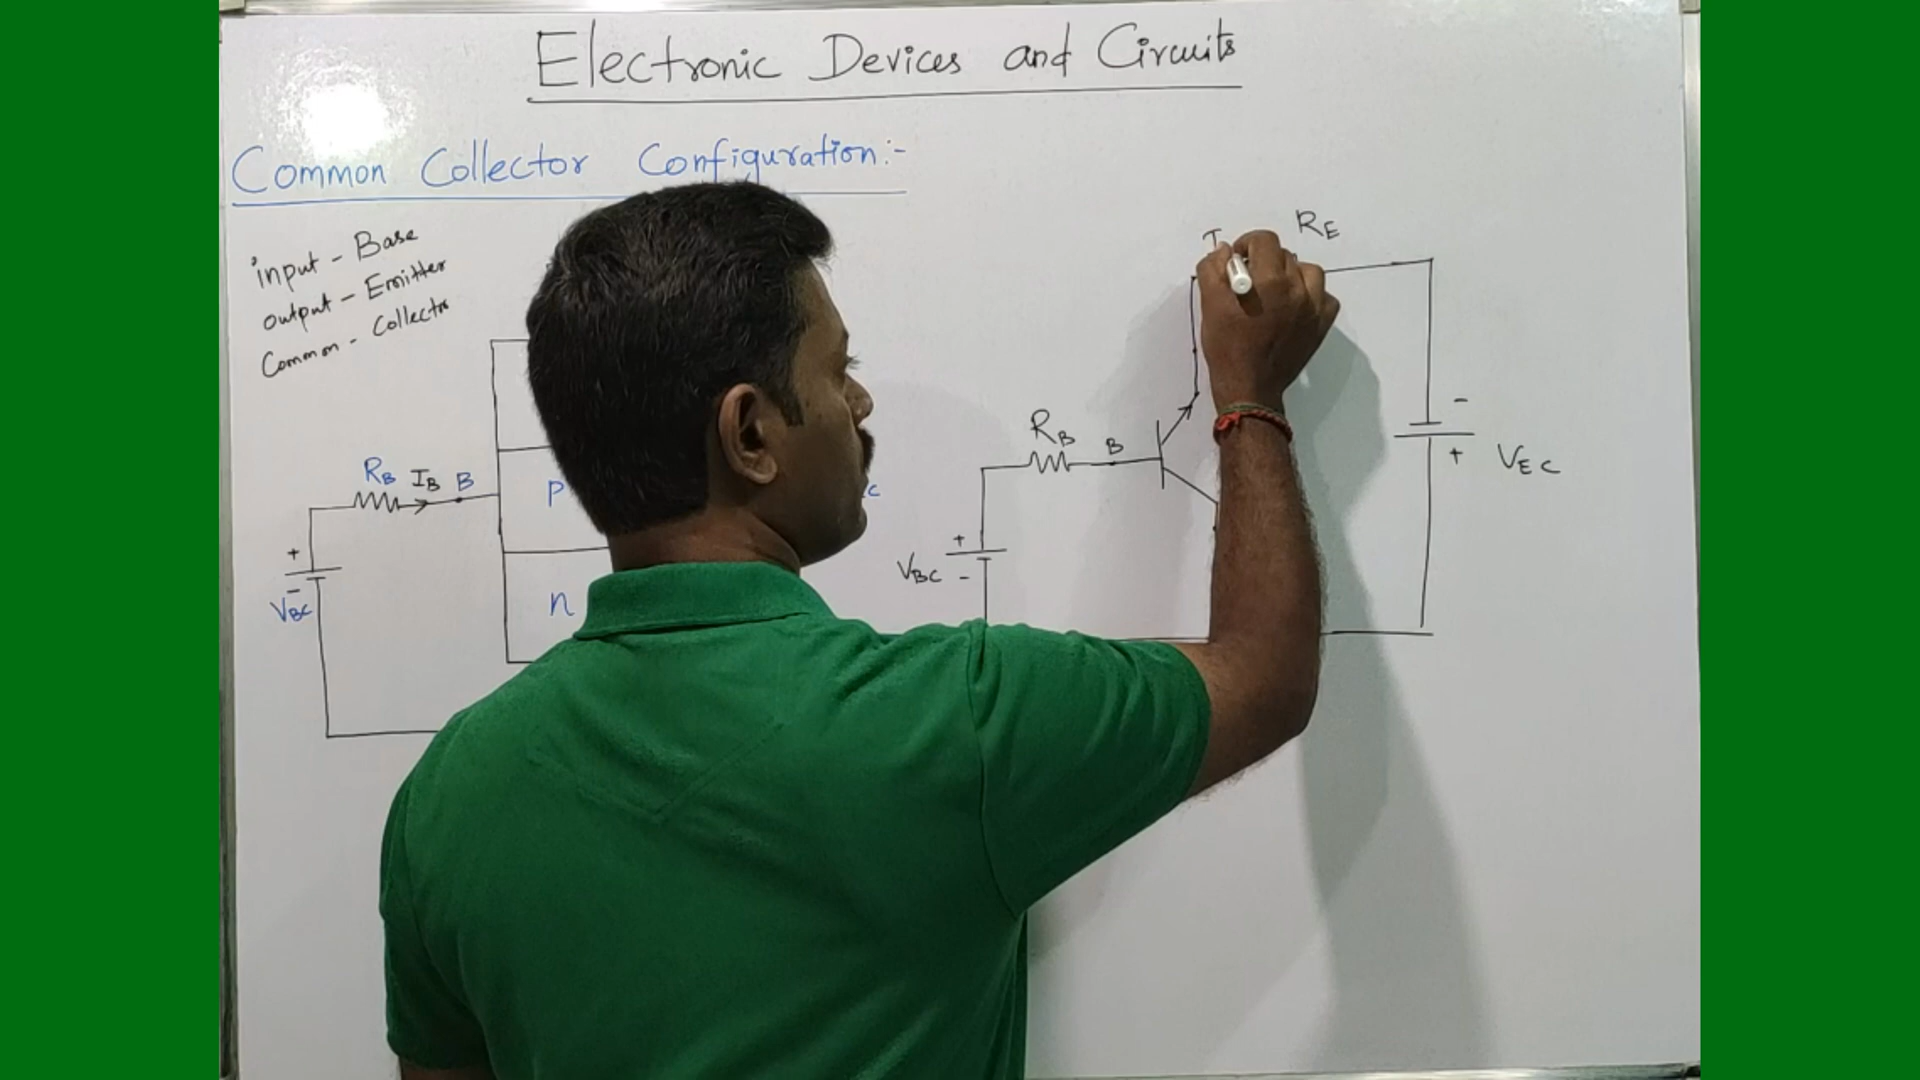 Electronic Devices and Circuits
Common Collector Configuration:-
input - Base
output - Emitter
Common - Collector
RB IB B
P
n
+
-
VBC
C
RE
I
RB B
+
VBC -
-
+ VEC